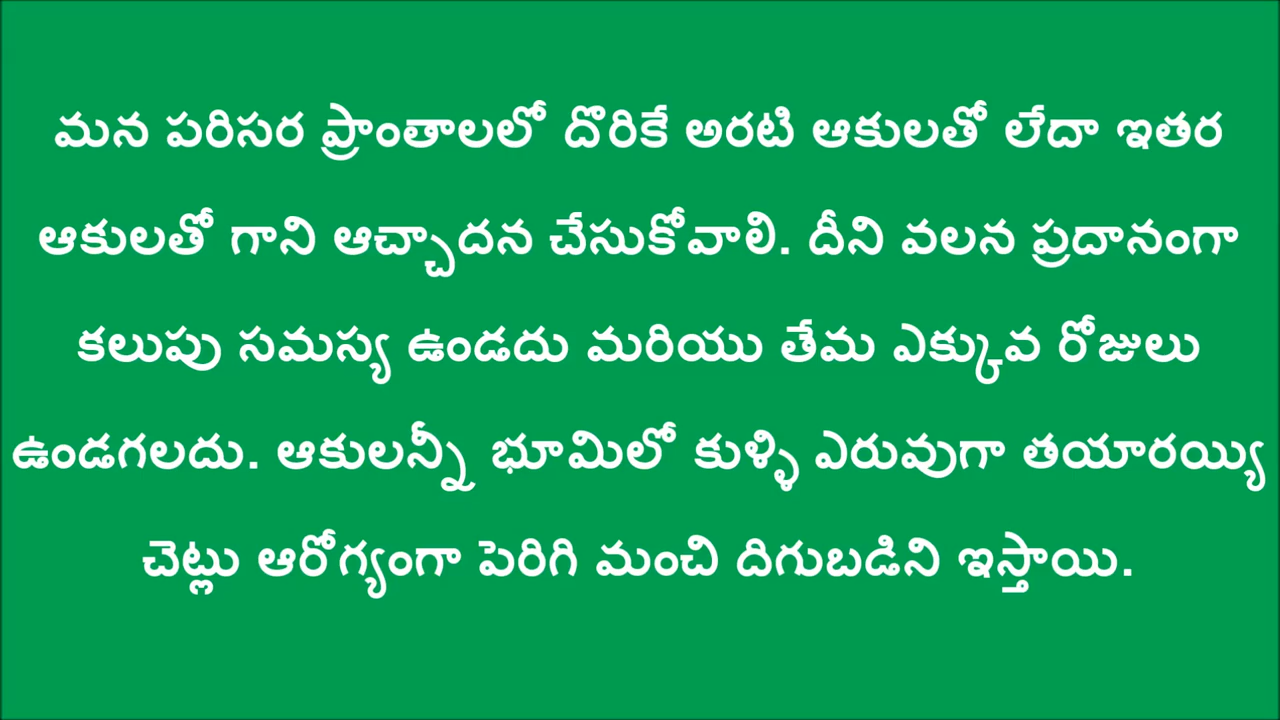 మన పరిసర ప్రాంతాలలో దొరికే అరటి ఆకులతో లేదా ఇతర
ఆకులతో గాని ఆచ్చాదన చేసుకోవాలి. దీని వలన ప్రదానంగా
కలుపు సమస్య ఉండదు మరియు తేమ ఎక్కువ రోజులు
ఉండగలదు. ఆకులన్నీ భూమిలో కుళ్ళి ఎరువుగా తయారయ్యి
చెట్లు ఆరోగ్యంగా పెరిగి మంచి దిగుబడిని ఇస్తాయి.